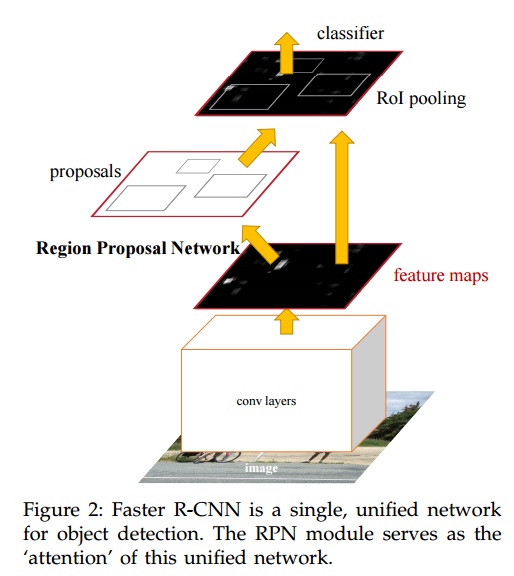 classifier
RoI pooling
proposals
Region Proposal Network
feature maps
conv layers
image
Figure 2: Faster R-CNN is a single, unified network
for object detection. The RPN module serves as the
‘attention’ of this unified network.